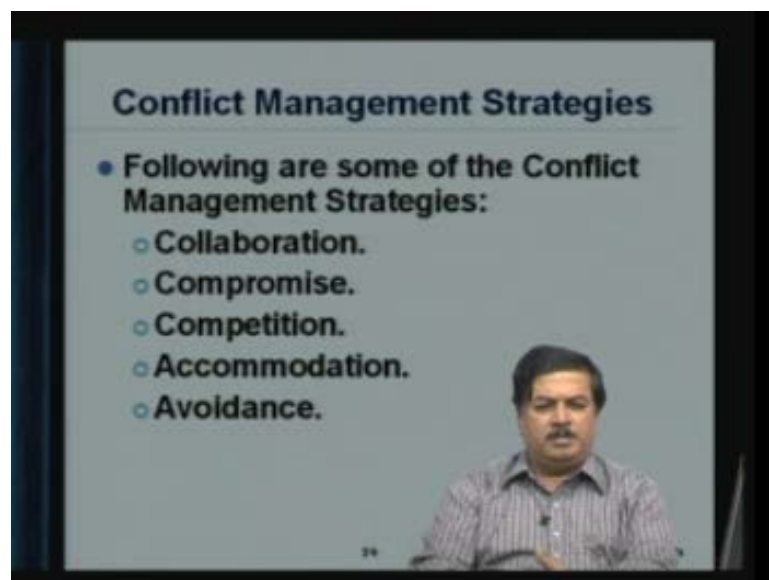 Conflict Management Strategies
Following are some of the Conflict
Management Strategies:
Collaboration.
Compromise.
Competition.
Accommodation.
Avoidance.